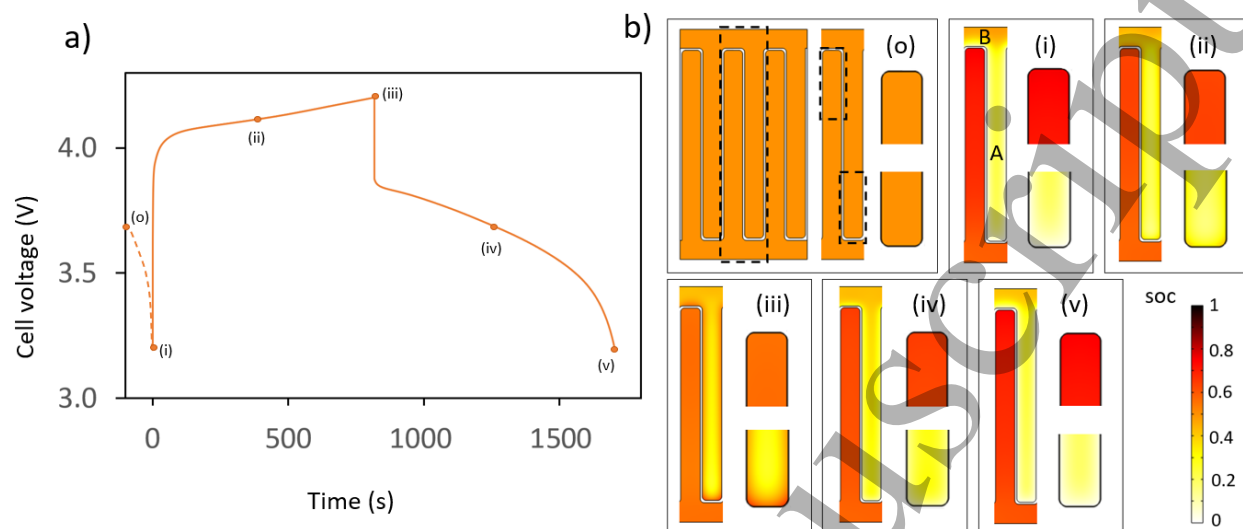 a)
Cell voltage (V)
4.0
3.5
3.0
(o)
(i)
(ii)
(iii)
(iv)
(v)
0
500
1000
1500
Time (s)
b)
(o)
B
A
(i)
(ii)
(iii)
(iv)
(v)
soc
1
0.8
0.6
0.4
0.2
0